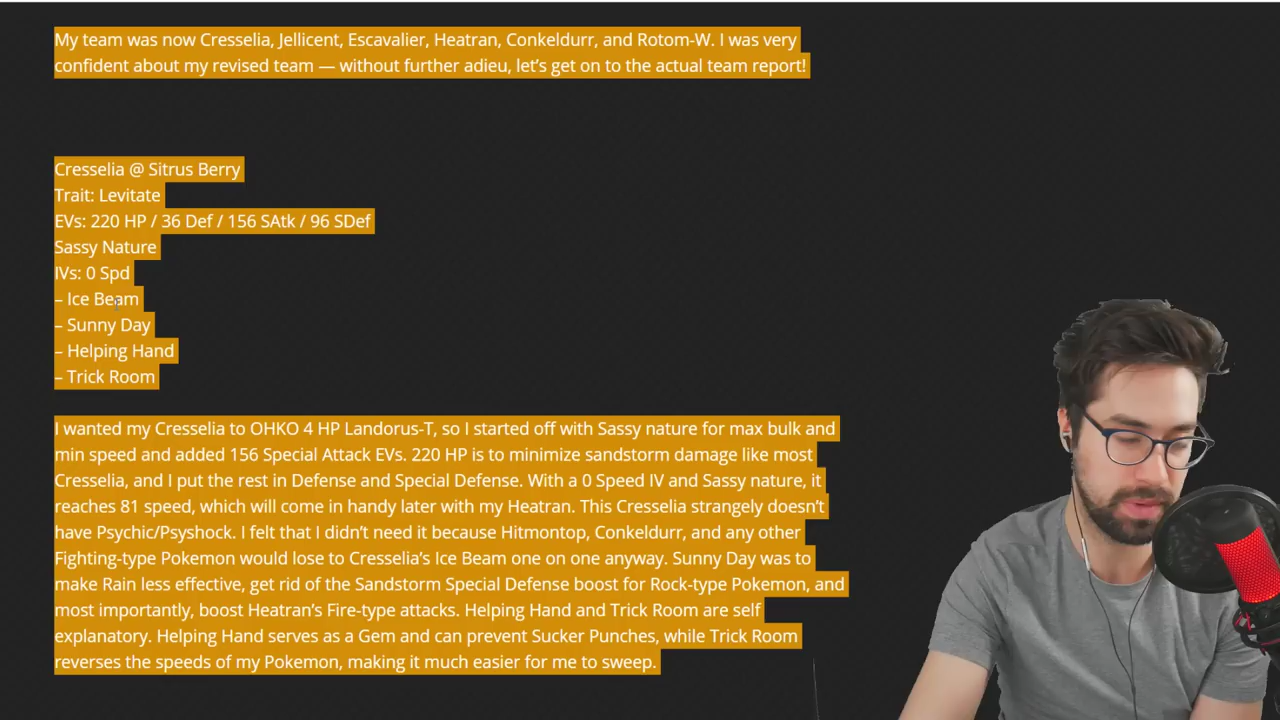 My team was now Cresselia, Jellicent, Escavalier, Heatran, Conkeldurr, and Rotom-W. I was very
confident about my revised team — without further adieu, let’s get on to the actual team report!
Cresselia @ Sitrus Berry
Trait: Levitate
EVs: 220 HP / 36 Def / 156 SAtk / 96 SDef
Sassy Nature
IVs: 0 Spd
– Ice Beam
– Sunny Day
– Helping Hand
– Trick Room
I wanted my Cresselia to OHKO 4 HP Landorus-T, so I started off with Sassy nature for max bulk and
min speed and added 156 Special Attack EVs. 220 HP is to minimize sandstorm damage like most
Cresselia, and I put the rest in Defense and Special Defense. With a 0 Speed IV and Sassy nature, it
reaches 81 speed, which will come in handy later with my Heatran. This Cresselia strangely doesn’t
have Psychic/Psyshock. I felt that I didn’t need it because Hitmontop, Conkeldurr, and any other
Fighting-type Pokemon would lose to Cresselia’s Ice Beam one on one anyway. Sunny Day was to
make Rain less effective, get rid of the Sandstorm Special Defense boost for Rock-type Pokemon, and
most importantly, boost Heatran’s Fire-type attacks. Helping Hand and Trick Room are self
explanatory. Helping Hand serves as a Gem and can prevent Sucker Punches, while Trick Room
reverses the speeds of my Pokemon, making it much easier for me to sweep.